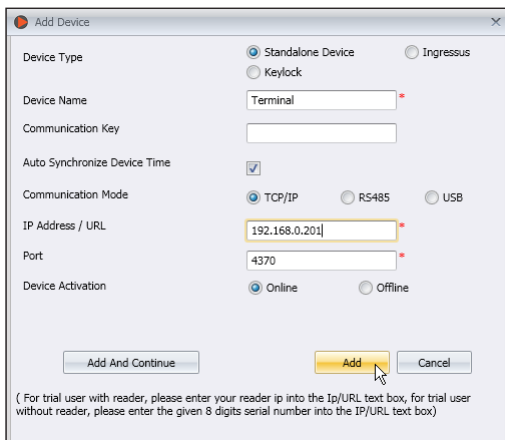 Add Device
Device Type Standalone Device Ingressus
Keylock
Device Name Terminal *
Communication Key
Auto Synchronize Device Time
Communication Mode TCP/IP RS485 USB
IP Address / URL 192.168.0.201 *
Port 4370 *
Device Activation Online Offline
Add And Continue Add Cancel
( For trial user with reader, please enter your reader ip into the Ip/URL text box, for trial user
without reader, please enter the given 8 digits serial number into the IP/URL text box)